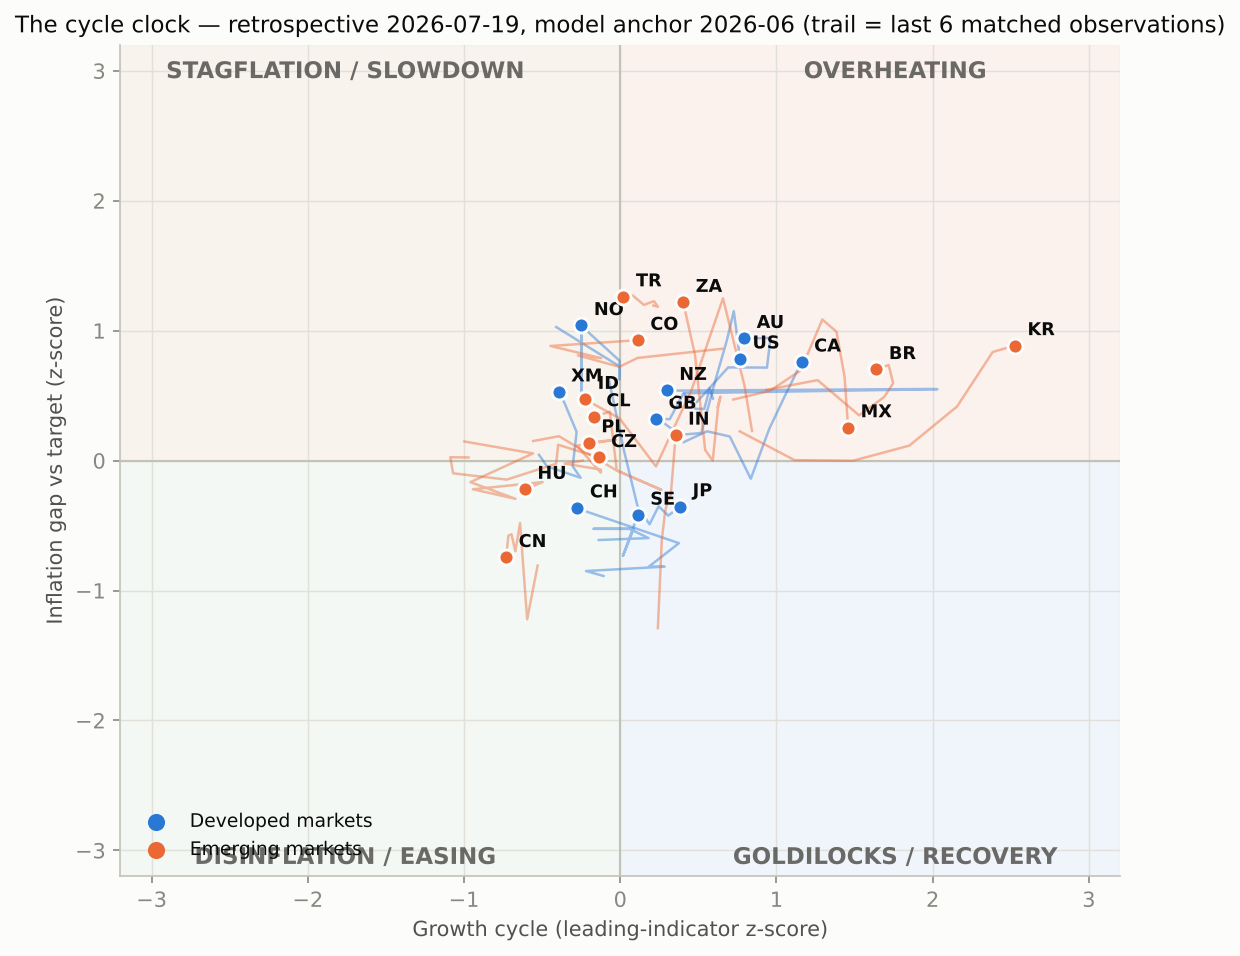 The cycle clock — retrospective 2026-07-19, model anchor 2026-06 (trail = last 6 matched observations)
3
STAGFLATION / SLOWDOWN
OVERHEATING
2
TR
ZA
NO
CO
AU
KR
1
US
CA
BR
XM
ID
NZ
CL
GB
MX
PL
IN
CZ
0
HU
CH
SE
JP
CN
−1
−2
Developed markets
Emerging markets
−3
DISINFLATION / EASING
GOLDILOCKS / RECOVERY
−3
−2
−1
0
1
2
3
Growth cycle (leading-indicator z-score)
Inflation gap vs target (z-score)